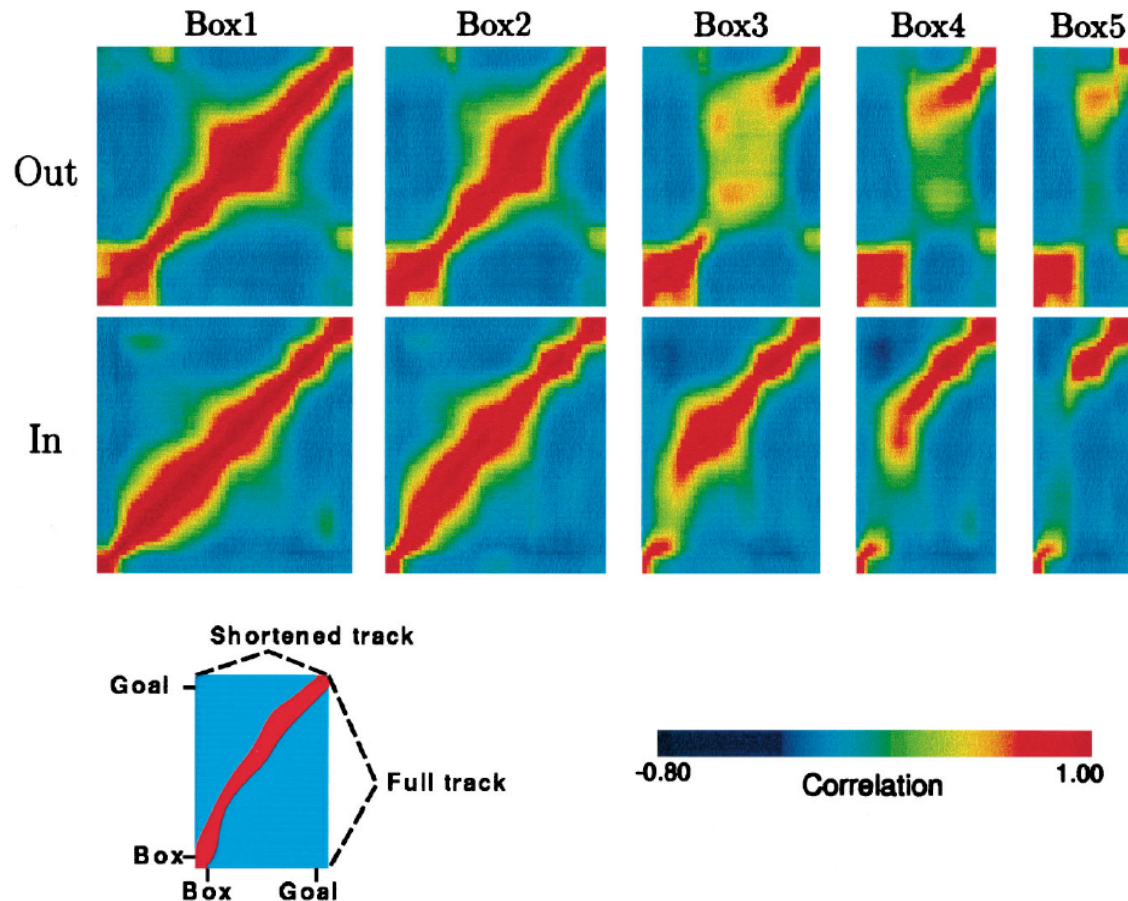 Box1 Box2 Box3 Box4 Box5
Out
In
Shortened track
Goal
Full track
Box
Box Goal
-0.80 1.00
Correlation